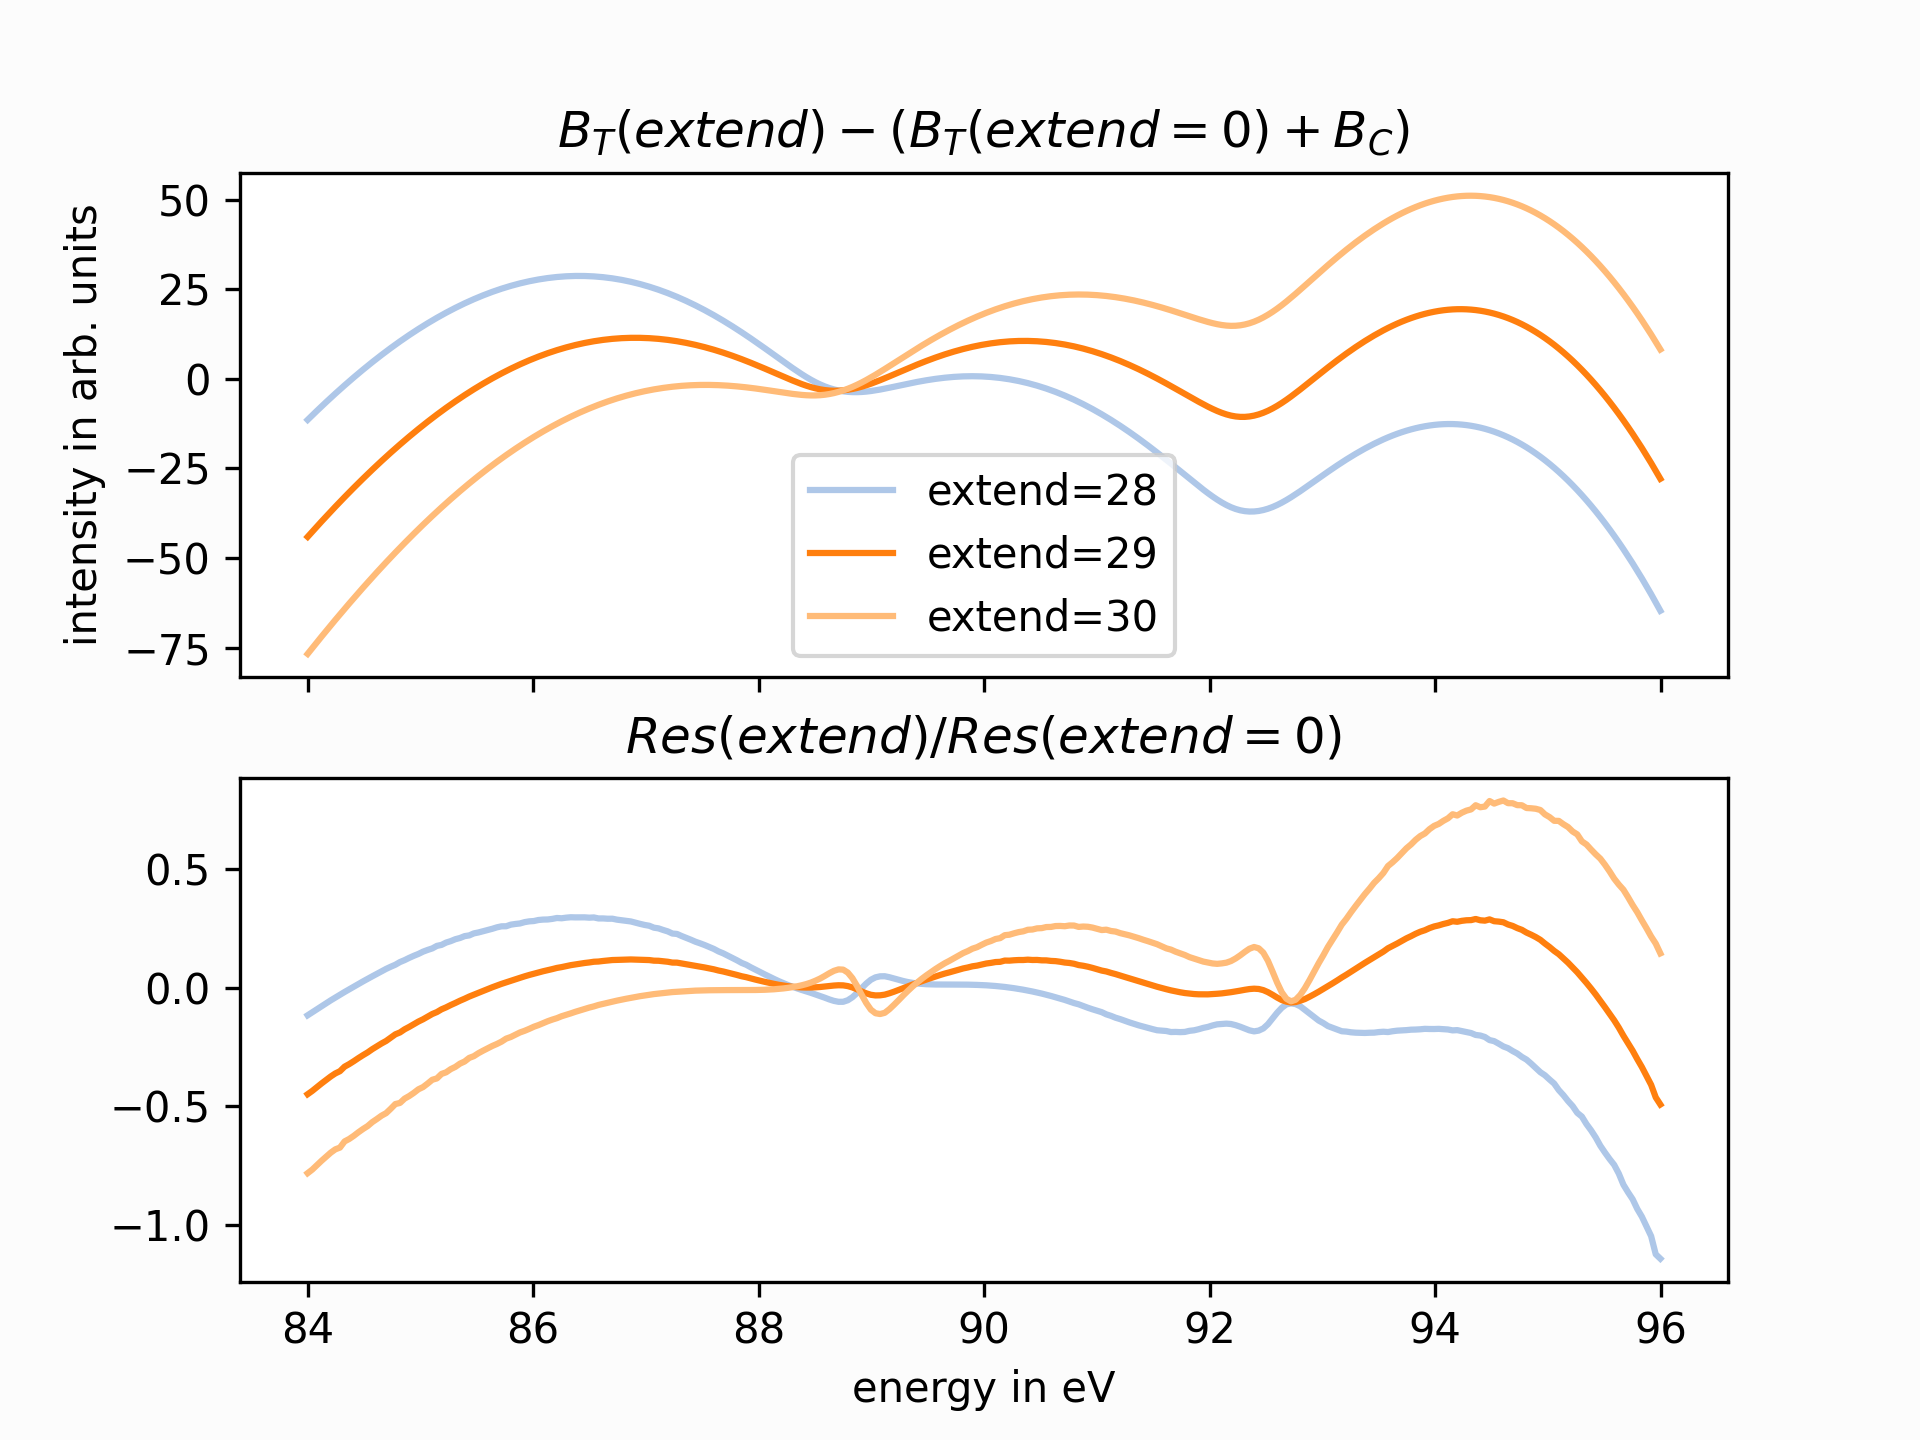 B_T(extend) − (B_T(extend = 0) + B_C)
intensity in arb. units
50
25
0
−25
−50
−75
extend=28
extend=29
extend=30
Res(extend)/Res(extend = 0)
0.5
0.0
−0.5
−1.0
84 86 88 90 92 94 96
energy in eV